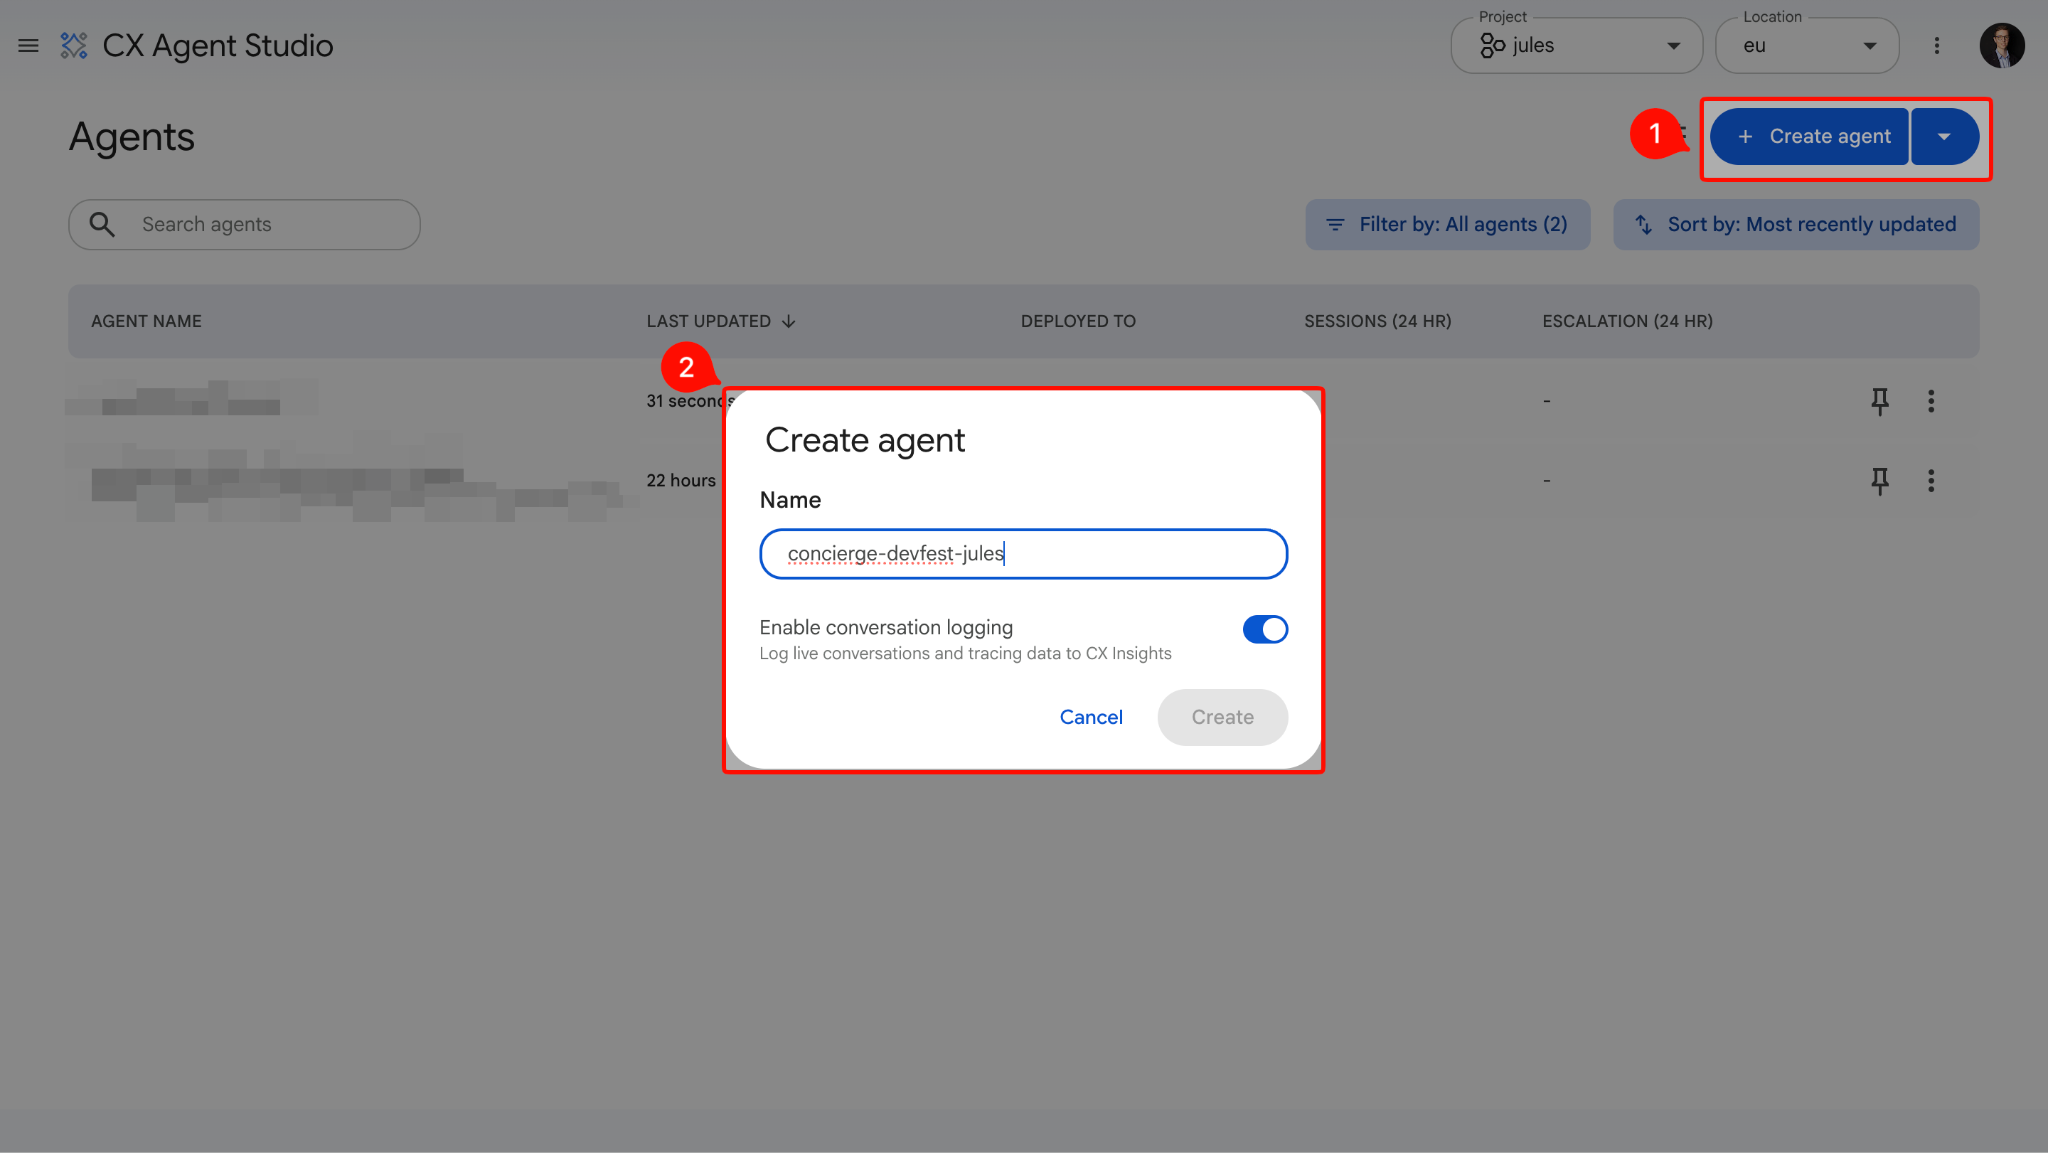 CX Agent Studio
Project
jules
Location
eu
Agents
1
+ Create agent
Search agents
Filter by: All agents (2)
Sort by: Most recently updated
AGENT NAME
LAST UPDATED
DEPLOYED TO
SESSIONS (24 HR)
ESCALATION (24 HR)
2
31 seconds
-
22 hours
-
Create agent
Name
concierge-devfest-jules
Enable conversation logging
Log live conversations and tracing data to CX Insights
Cancel
Create